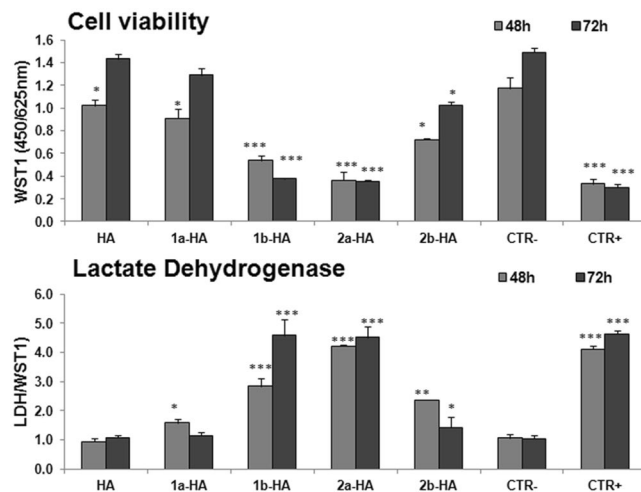 Cell viability
48h 72h
WST1 (450/625nm)
1.6
1.4
1.2
1.0
0.8
0.6
0.4
0.2
0.0
* * *** *** *** *** * * *** ***
HA 1a-HA 1b-HA 2a-HA 2b-HA CTR- CTR+
Lactate Dehydrogenase
48h 72h
LDH/WST1
6.0
5.0
4.0
3.0
2.0
1.0
0.0
* *** *** *** *** ** * *** ***
HA 1a-HA 1b-HA 2a-HA 2b-HA CTR- CTR+